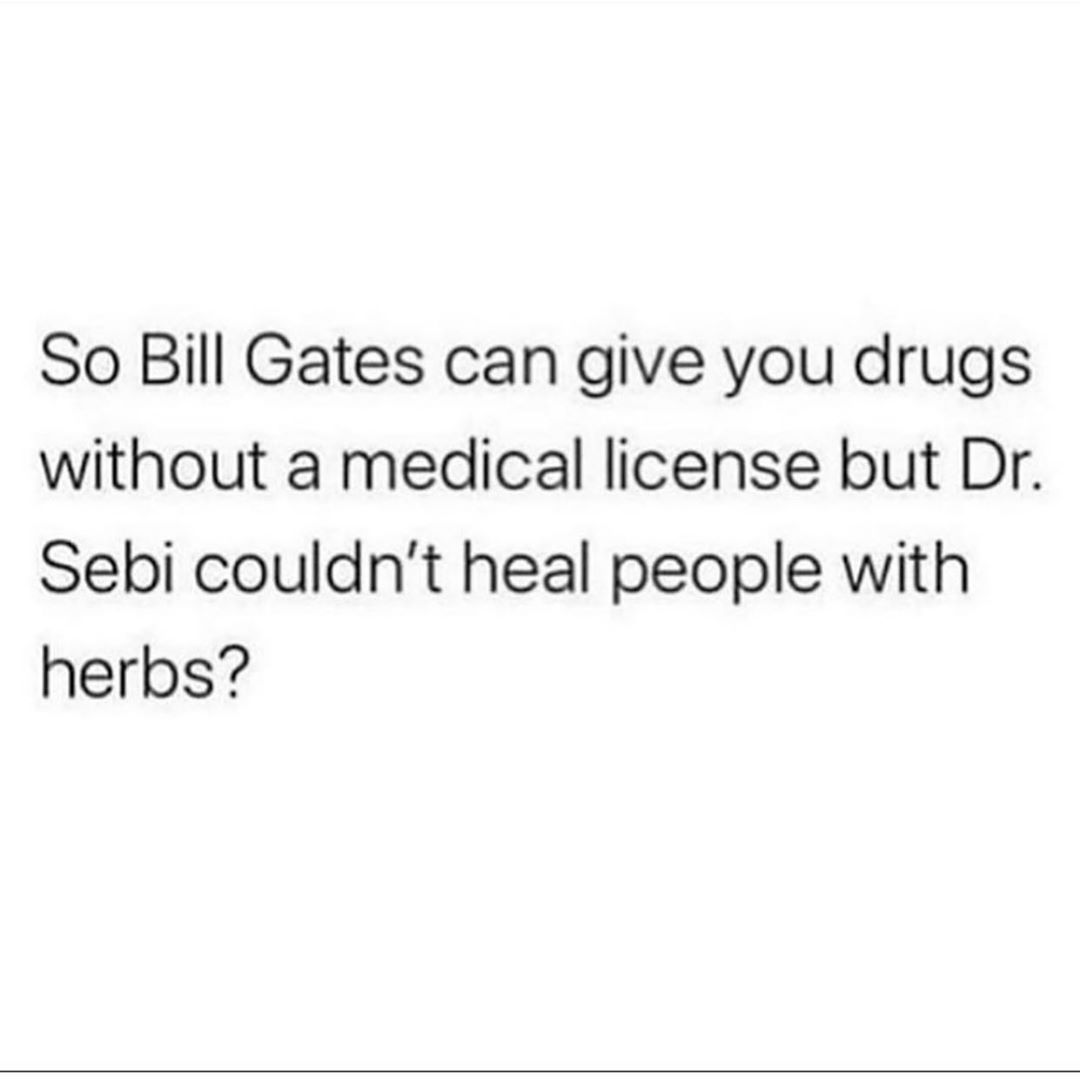 So Bill Gates can give you drugs
without a medical license but Dr.
Sebi couldn't heal people with
herbs?